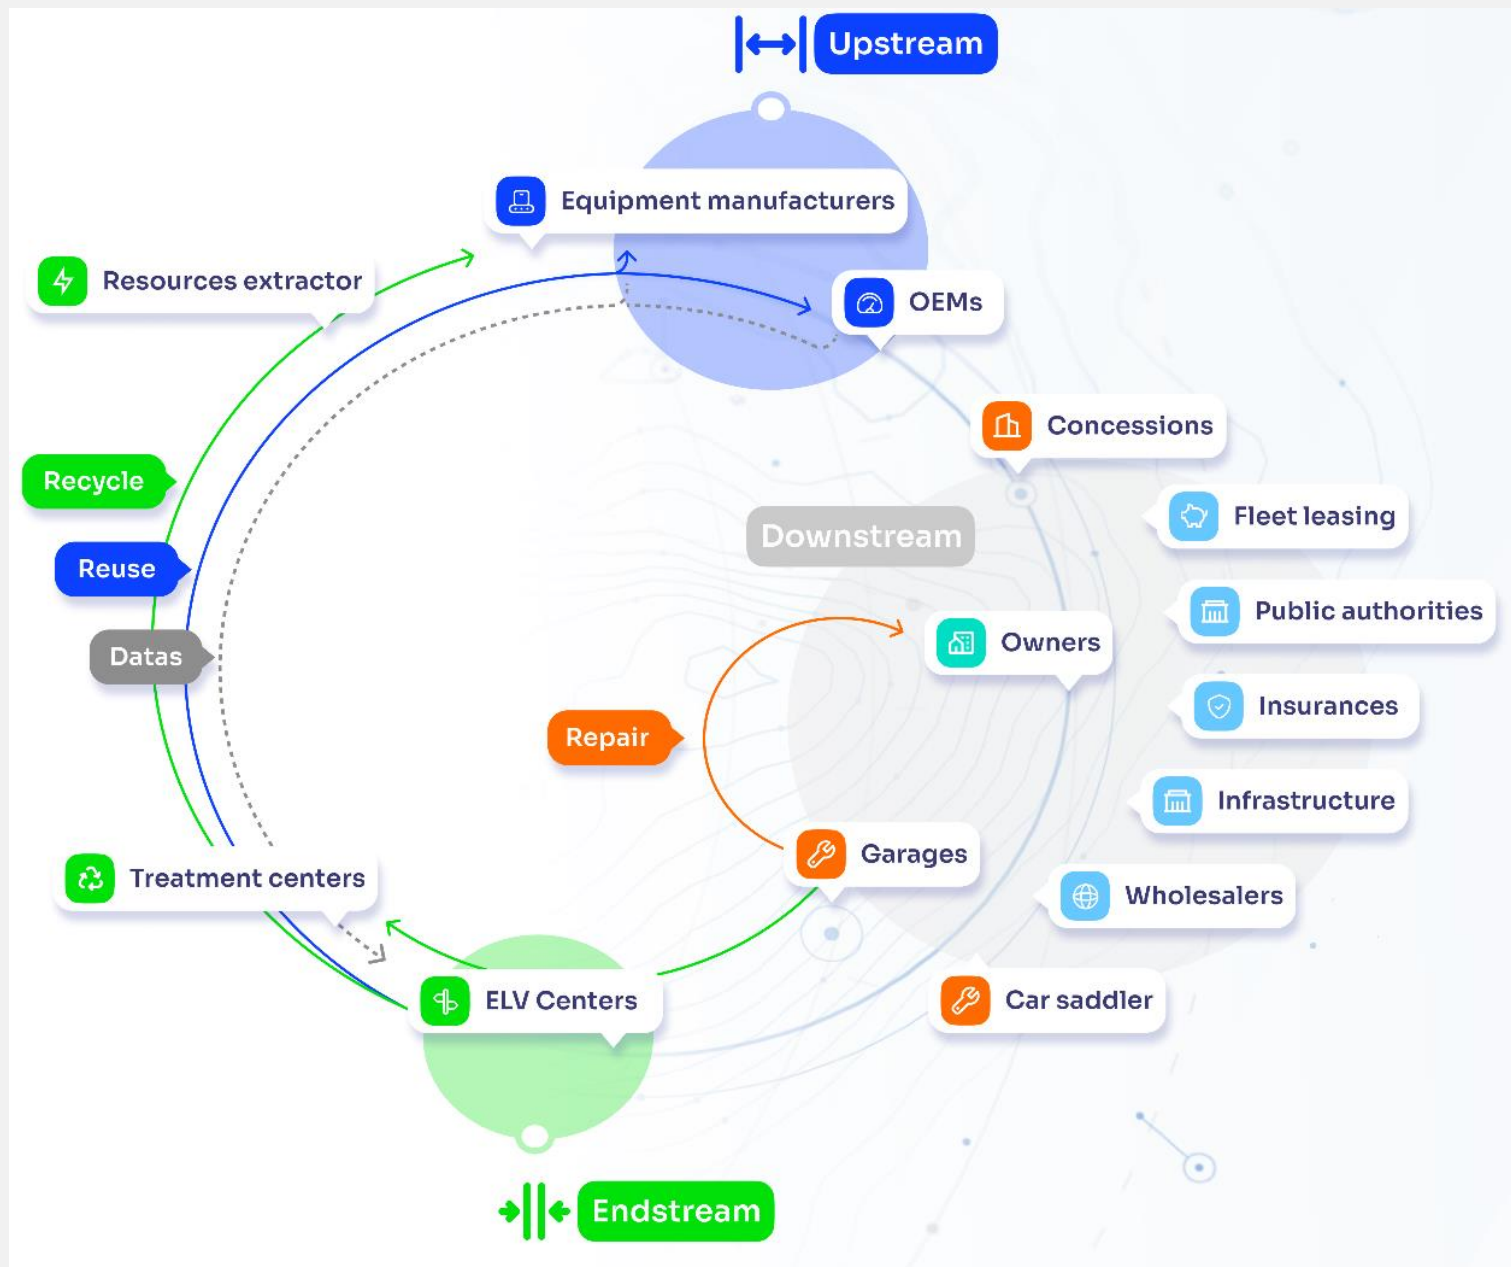 Upstream
Equipment manufacturers
Resources extractor
OEMs
Concessions
Recycle
Fleet leasing
Downstream
Reuse
Public authorities
Owners
Datas
Insurances
Repair
Infrastructure
Garages
Treatment centers
Wholesalers
ELV Centers
Car saddler
Endstream